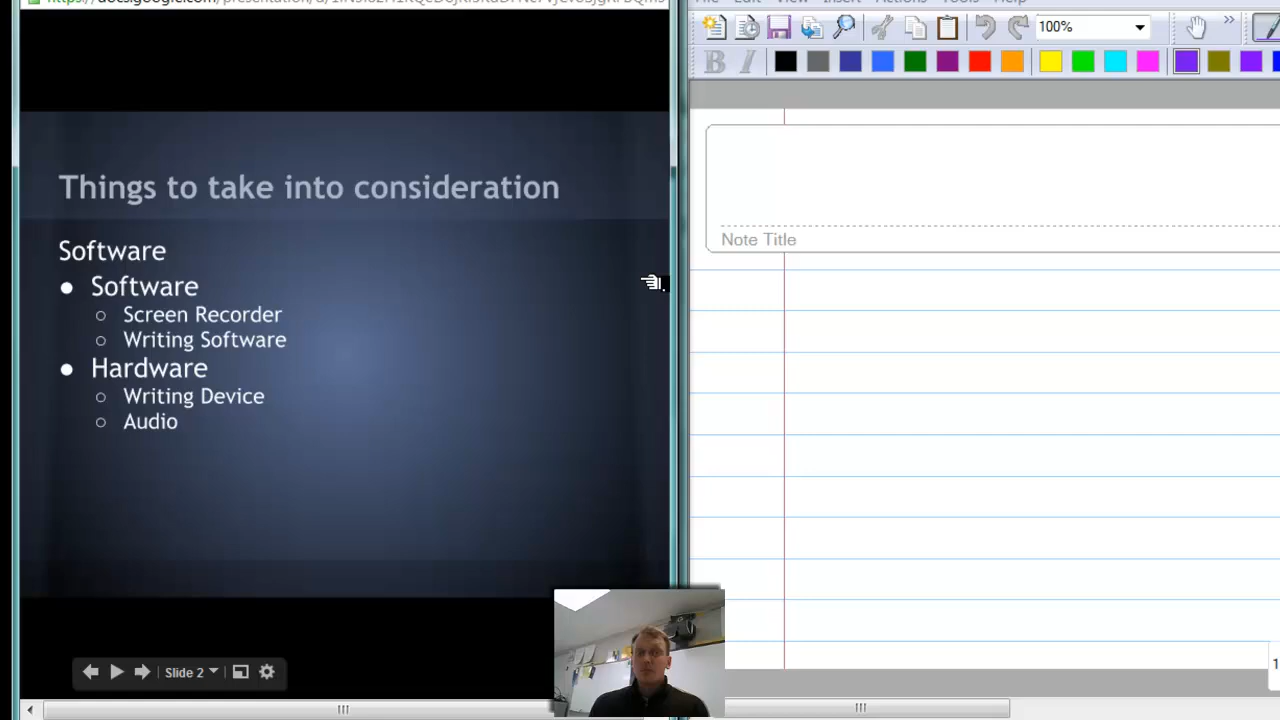 Things to take into consideration
Software
● Software
○ Screen Recorder
○ Writing Software
● Hardware
○ Writing Device
○ Audio
Slide 2
100%
B I
Note Title
1